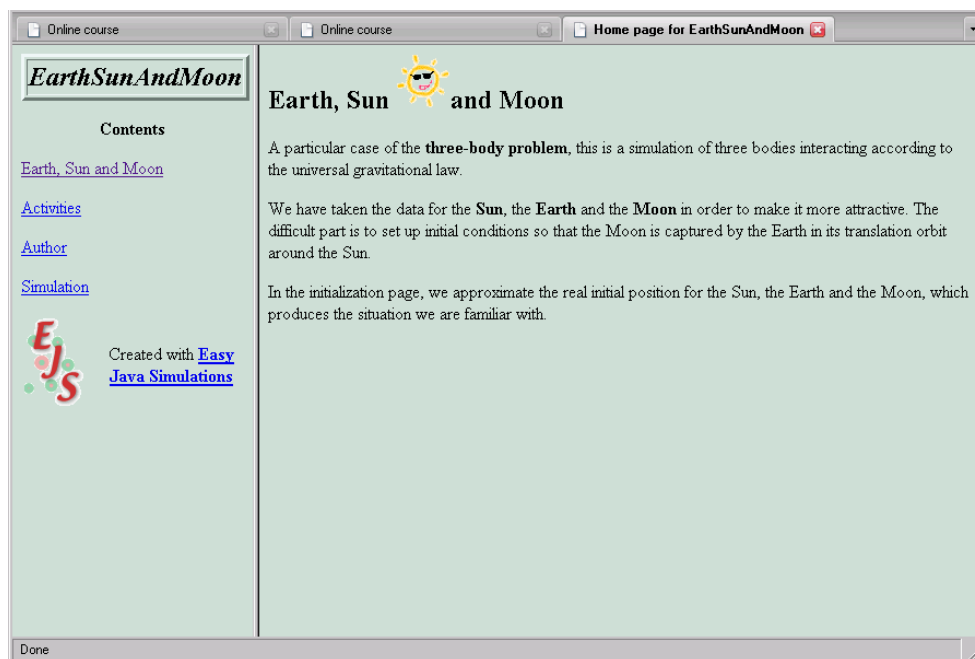 Online course
Online course
Home page for EarthSunAndMoon
EarthSunAndMoon
Contents
Earth, Sun and Moon
Activities
Author
Simulation
EJS
Created with Easy
Java Simulations
Earth, Sun and Moon
A particular case of the three-body problem, this is a simulation of three bodies interacting according to
the universal gravitational law.
We have taken the data for the Sun, the Earth and the Moon in order to make it more attractive. The
difficult part is to set up initial conditions so that the Moon is captured by the Earth in its translation orbit
around the Sun.
In the initialization page, we approximate the real initial position for the Sun, the Earth and the Moon, which
produces the situation we are familiar with.
Done